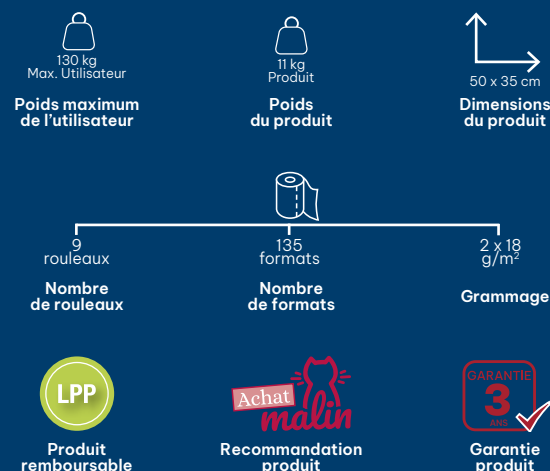 130 kg
Max. Utilisateur
Poids maximum
de l'utilisateur
11 kg
Produit
Poids
du produit
50 x 35 cm
Dimensions
du produit
9
rouleaux
Nombre
de rouleaux
135
formats
Nombre
de formats
2 x 18
g/m²
Grammage
LPP
Produit
remboursable
Achat
malin
Recommandation
produit
GARANTIE
3
ANS
Garantie
produit